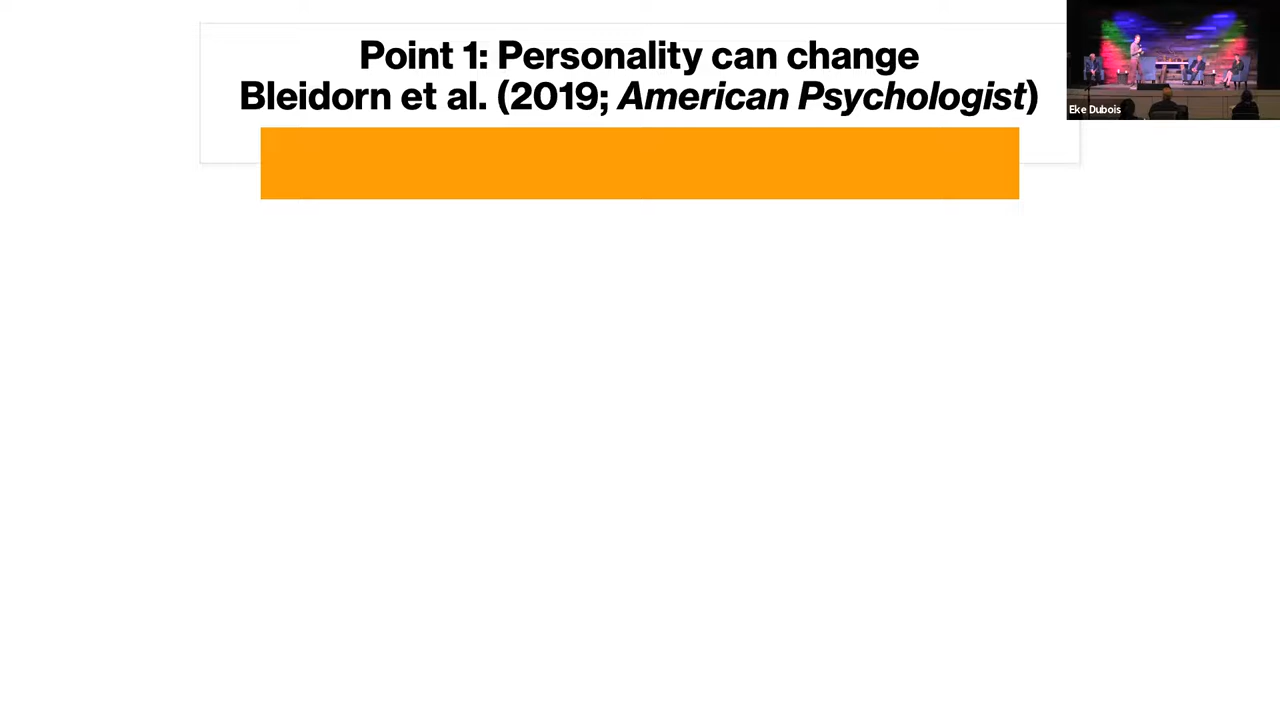 Point 1: Personality can change
Bleidorn et al. (2019; American Psychologist)
Eke Dubois